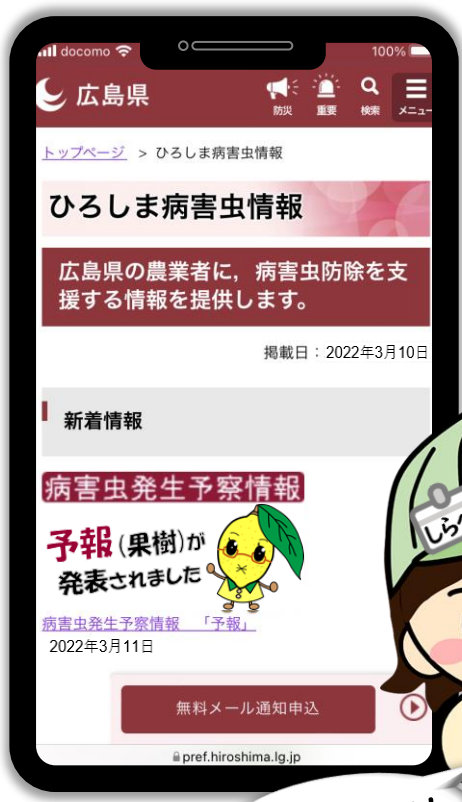 docomo
100%
広島県
防災
重要
検索
メニュー
トップページ > ひろしま病害虫情報
ひろしま病害虫情報
広島県の農業者に，病害虫防除を支
援する情報を提供します。
掲載日：2022年3月10日
新着情報
病害虫発生予察情報
予報(果樹)が
発表されました
病害虫発生予察情報 「予報」
2022年3月11日
無料メール通知申込
pref.hiroshima.lg.jp